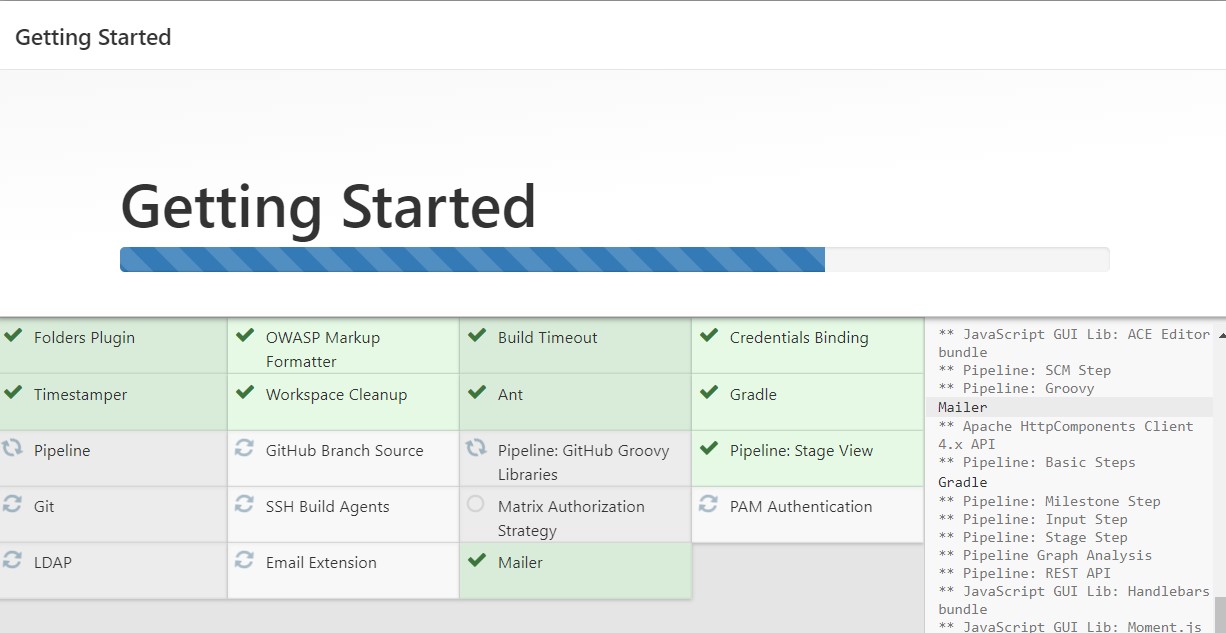 Getting Started
Getting Started
Folders Plugin
OWASP Markup
Formatter
Build Timeout
Credentials Binding
Timestamper
Workspace Cleanup
Ant
Gradle
Pipeline
GitHub Branch Source
Pipeline: GitHub Groovy
Libraries
Pipeline: Stage View
Git
SSH Build Agents
Matrix Authorization
Strategy
PAM Authentication
LDAP
Email Extension
Mailer
** JavaScript GUI Lib: ACE Editor
bundle
** Pipeline: SCM Step
** Pipeline: Groovy
Mailer
** Apache HttpComponents Client
4.x API
** Pipeline: Basic Steps
Gradle
** Pipeline: Milestone Step
** Pipeline: Input Step
** Pipeline: Stage Step
** Pipeline Graph Analysis
** Pipeline: REST API
** JavaScript GUI Lib: Handlebars
bundle
** JavaScript GUI Lib: Moment.js